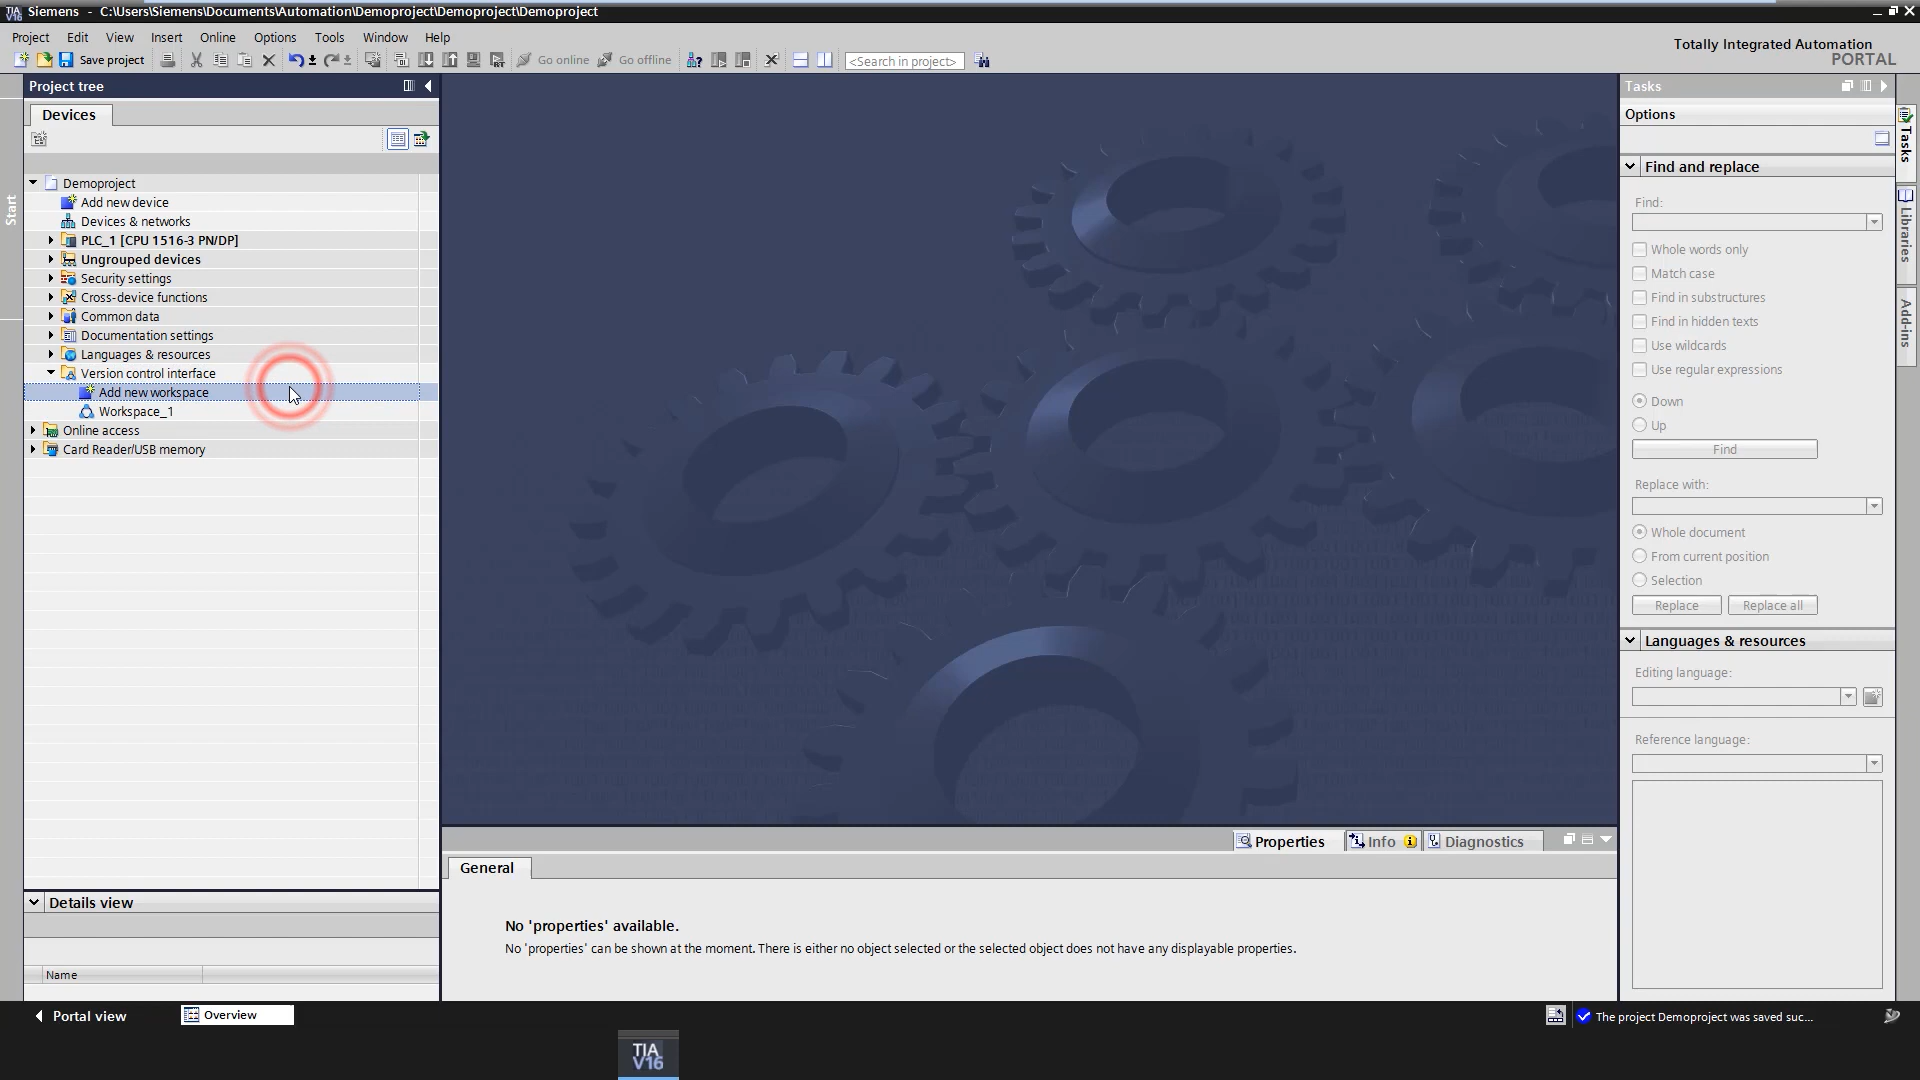 TIA V16 Siemens - C:\Users\Siemens\Documents\Automation\Demoproject\Demoproject\Demoproject
Project Edit View Insert Online Options Tools Window Help
Totally Integrated Automation
PORTAL
Save project Go online Go offline <Search in project>
Project tree
Devices
Start
Demoproject
Add new device
Devices & networks
PLC_1 [CPU 1516-3 PN/DP]
Ungrouped devices
Security settings
Cross-device functions
Common data
Documentation settings
Languages & resources
Version control interface
Add new workspace
Workspace_1
Online access
Card Reader/USB memory
Details view
Name
Properties Info Diagnostics
General
No 'properties' available.
No 'properties' can be shown at the moment. There is either no object selected or the selected object does not have any displayable properties.
Tasks
Options
Find and replace
Find:
Whole words only
Match case
Find in substructures
Find in hidden texts
Use wildcards
Use regular expressions
Down
Up
Find
Replace with:
Whole document
From current position
Selection
Replace Replace all
Languages & resources
Editing language:
Reference language:
Tasks
Libraries
Add-ins
Portal view Overview
The project Demoproject was saved suc...
TIA
V16